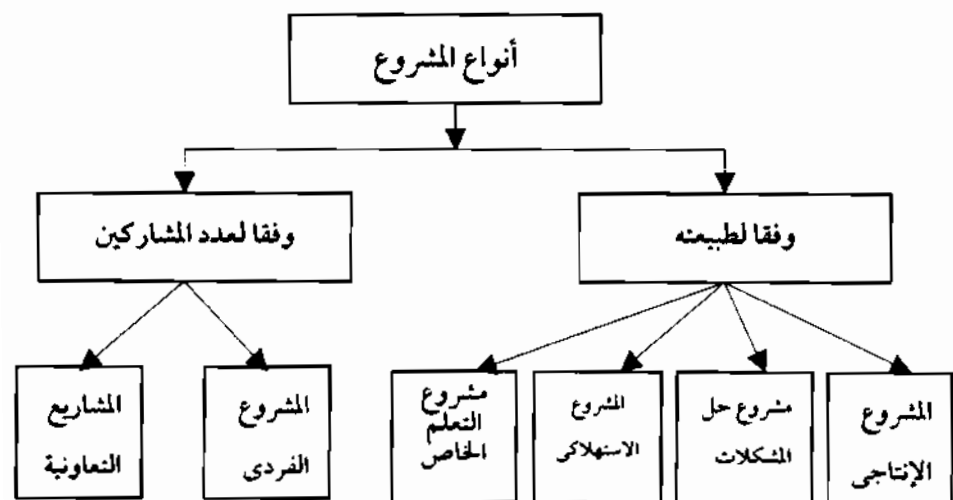 أنواع المشروع
وفقا لطبيعته
وفقا لعدد المشاركين
المشروع
الإنتاجى
مشروع حل
المشكلات
المشروع
الاستهلاكى
مشروع
التعلم
الخاص
المشروع
الفردى
المشاريع
التعاونية